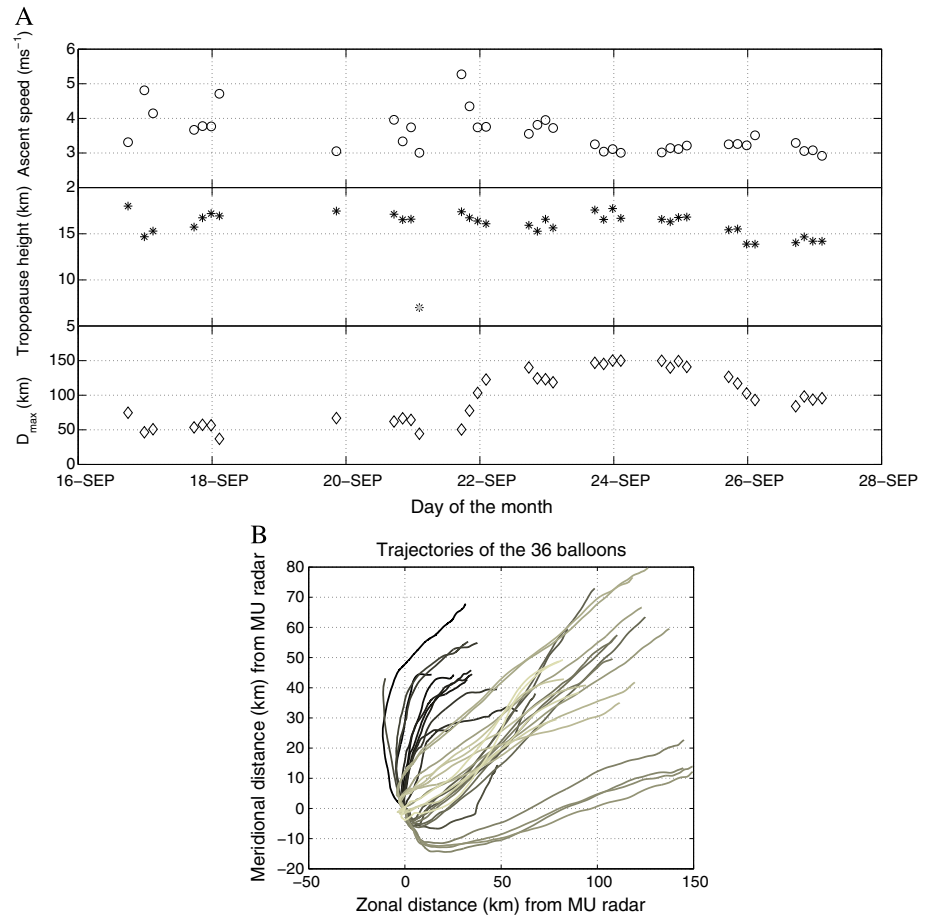 A
Ascent speed (ms−1)
6
5
4
3
2
Tropopause height (km)
15
10
5
Dmax (km)
150
100
50
0
16−SEP 18−SEP 20−SEP 22−SEP 24−SEP 26−SEP 28−SEP
Day of the month
B
Trajectories of the 36 balloons
Meridional distance (km) from MU radar
80
70
60
50
40
30
20
10
0
−10
−20
−50 0 50 100 150
Zonal distance (km) from MU radar